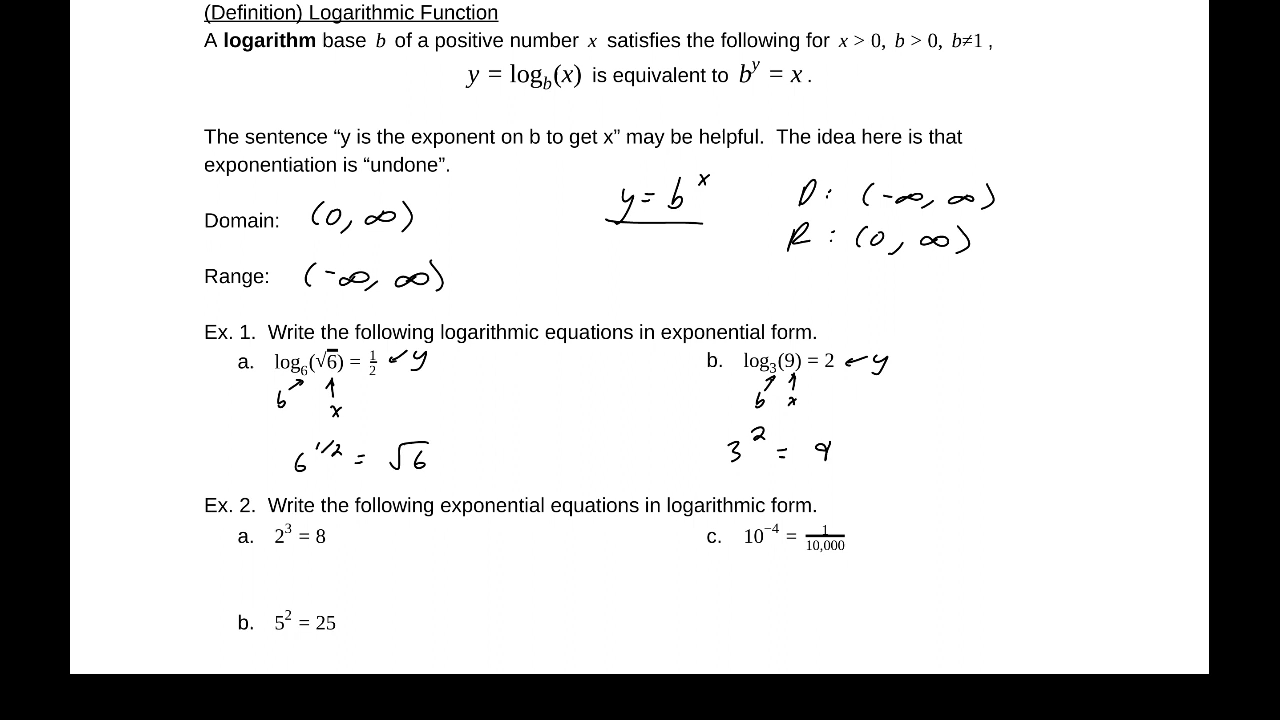 (Definition) Logarithmic Function
A logarithm base b of a positive number x satisfies the following for x > 0, b > 0, b≠1 ,
y = log_b(x) is equivalent to b^y = x .
The sentence “y is the exponent on b to get x” may be helpful. The idea here is that
exponentiation is “undone”.
y = b^x
D : (-∞, ∞)
Domain: (0, ∞)
R : (0, ∞)
Range: (-∞, ∞)
Ex. 1. Write the following logarithmic equations in exponential form.
a. log_6(√6) = 1/2 ← y
b x
6^1/2 = √6
b. log_3(9) = 2 ← y
b x
3^2 = 9
Ex. 2. Write the following exponential equations in logarithmic form.
a. 2^3 = 8
c. 10^−4 = 1/10,000
b. 5^2 = 25